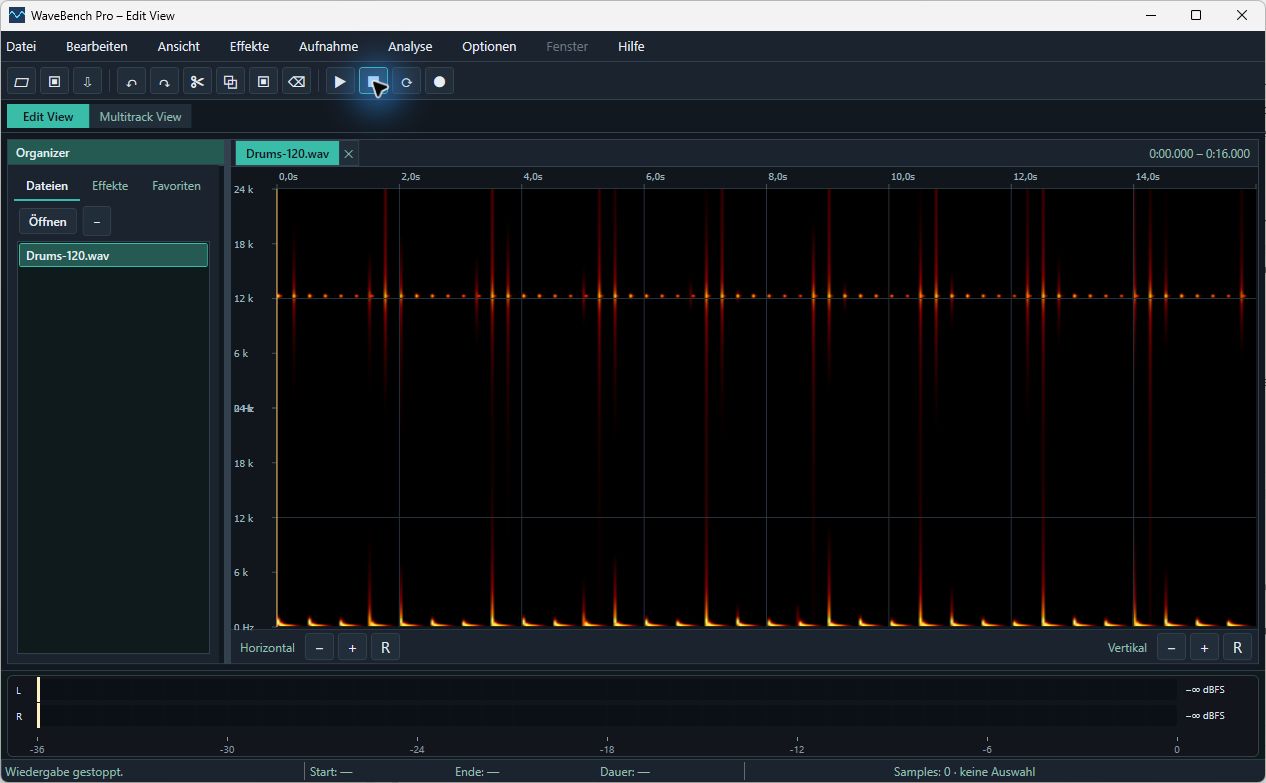 WaveBench Pro – Edit View
Datei Bearbeiten Ansicht Effekte Aufnahme Analyse Optionen Fenster Hilfe
Edit View Multitrack View
Organizer
Dateien Effekte Favoriten
Öffnen –
Drums-120.wav
Drums-120.wav 0:00.000 – 0:16.000
0,0s 2,0s 4,0s 6,0s 8,0s 10,0s 12,0s 14,0s
24 k
18 k
12 k
6 k
18 k
12 k
6 k
0 Hz
Horizontal – + R Vertikal – + R
L –∞ dBFS
R –∞ dBFS
-36 -30 -24 -18 -12 -6 0
Wiedergabe gestoppt. Start: — Ende: — Dauer: — Samples: 0 · keine Auswahl